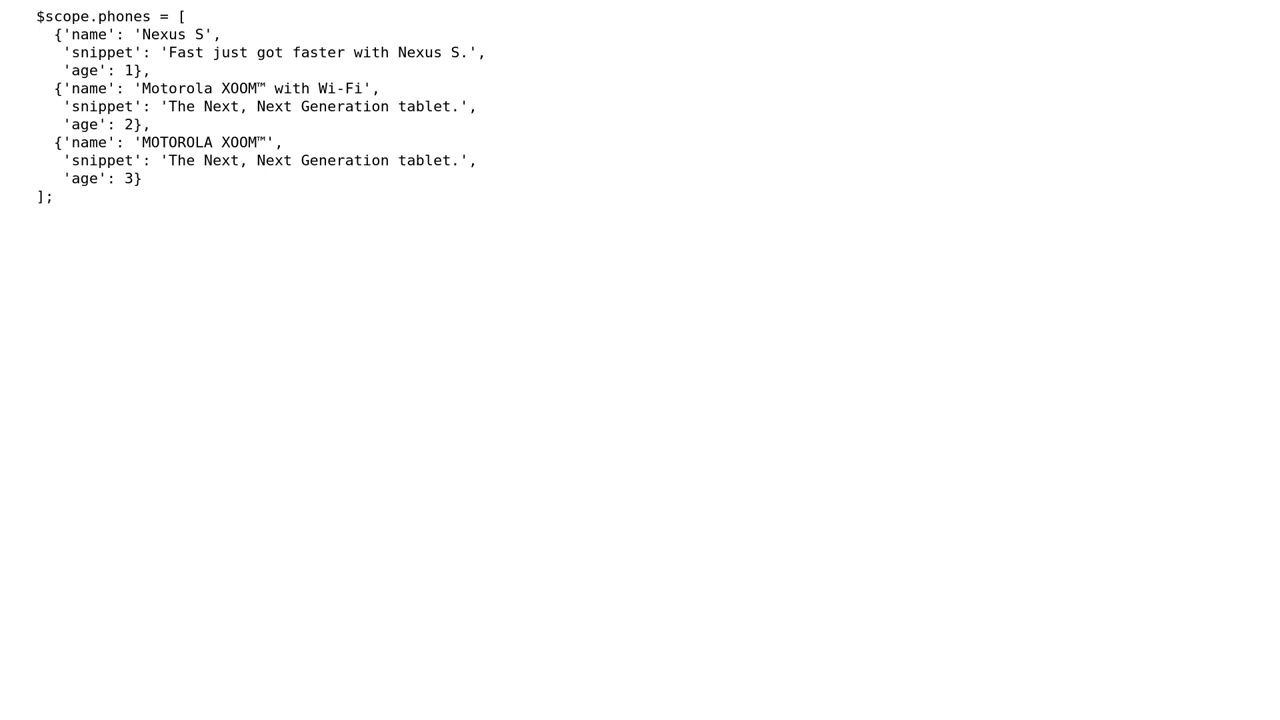 $scope.phones = [
  {'name': 'Nexus S',
   'snippet': 'Fast just got faster with Nexus S.',
   'age': 1},
  {'name': 'Motorola XOOM™ with Wi-Fi',
   'snippet': 'The Next, Next Generation tablet.',
   'age': 2},
  {'name': 'MOTOROLA XOOM™',
   'snippet': 'The Next, Next Generation tablet.',
   'age': 3}
];